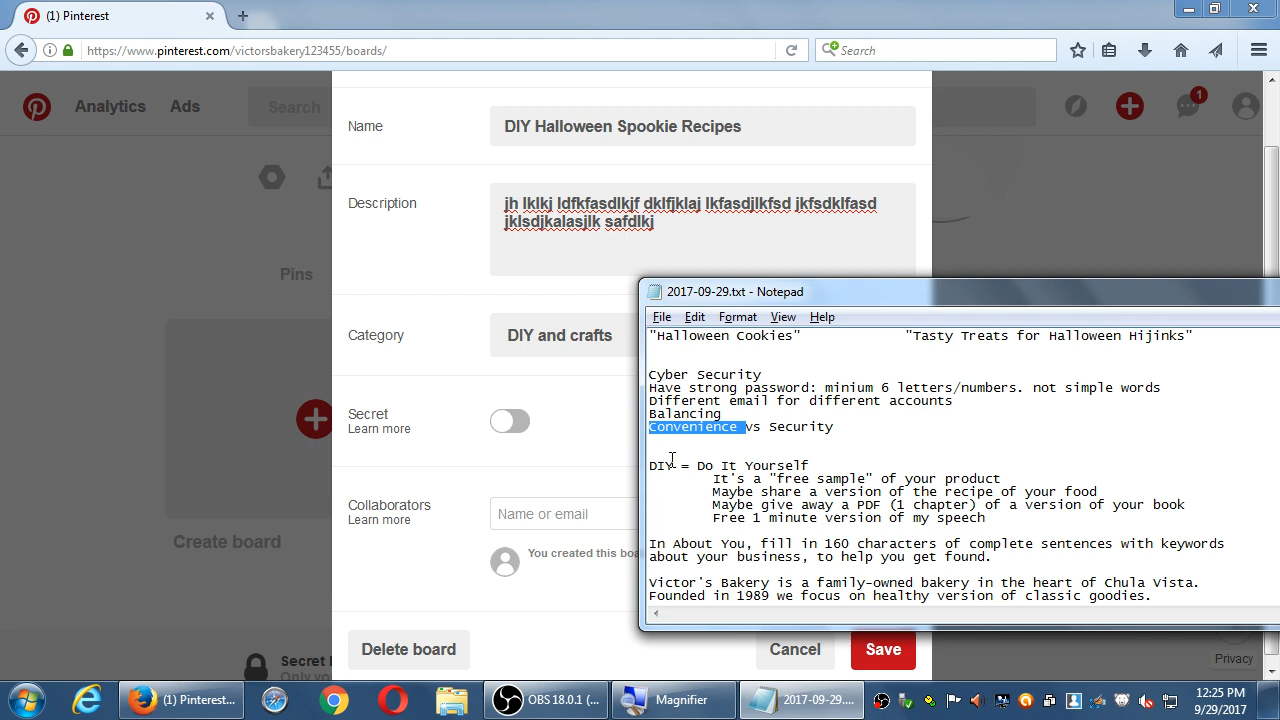 (1) Pinterest
https://www.pinterest.com/victorsbakery123455/boards/
Search
Analytics
Ads
Search
1
Name
DIY Halloween Spookie Recipes
Description
jh lklkj ldfkfasdlkjf dklfjklaj lkfasdjlkfsd jkfsdklfasd
jklsdjkalasjlk safdlkj
Pins
Category
DIY and crafts
Secret
Learn more
Collaborators
Learn more
Name or email
You created this boa
Create board
Delete board
Cancel
Save
Secret
Only you
Privacy
2017-09-29.txt - Notepad
File Edit Format View Help
"Halloween Cookies" "Tasty Treats for Halloween Hijinks"
Cyber Security
Have strong password: minium 6 letters/numbers. not simple words
Different email for different accounts
Balancing
Convenience vs Security
DIY = Do It Yourself
It's a "free sample" of your product
Maybe share a version of the recipe of your food
Maybe give away a PDF (1 chapter) of a version of your book
Free 1 minute version of my speech
In About You, fill in 160 characters of complete sentences with keywords
about your business, to help you get found.
Victor's Bakery is a family-owned bakery in the heart of Chula Vista.
Founded in 1989 we focus on healthy version of classic goodies.
(1) Pinterest...
OBS 18.0.1 (...
Magnifier
2017-09-29....
12:25 PM
9/29/2017